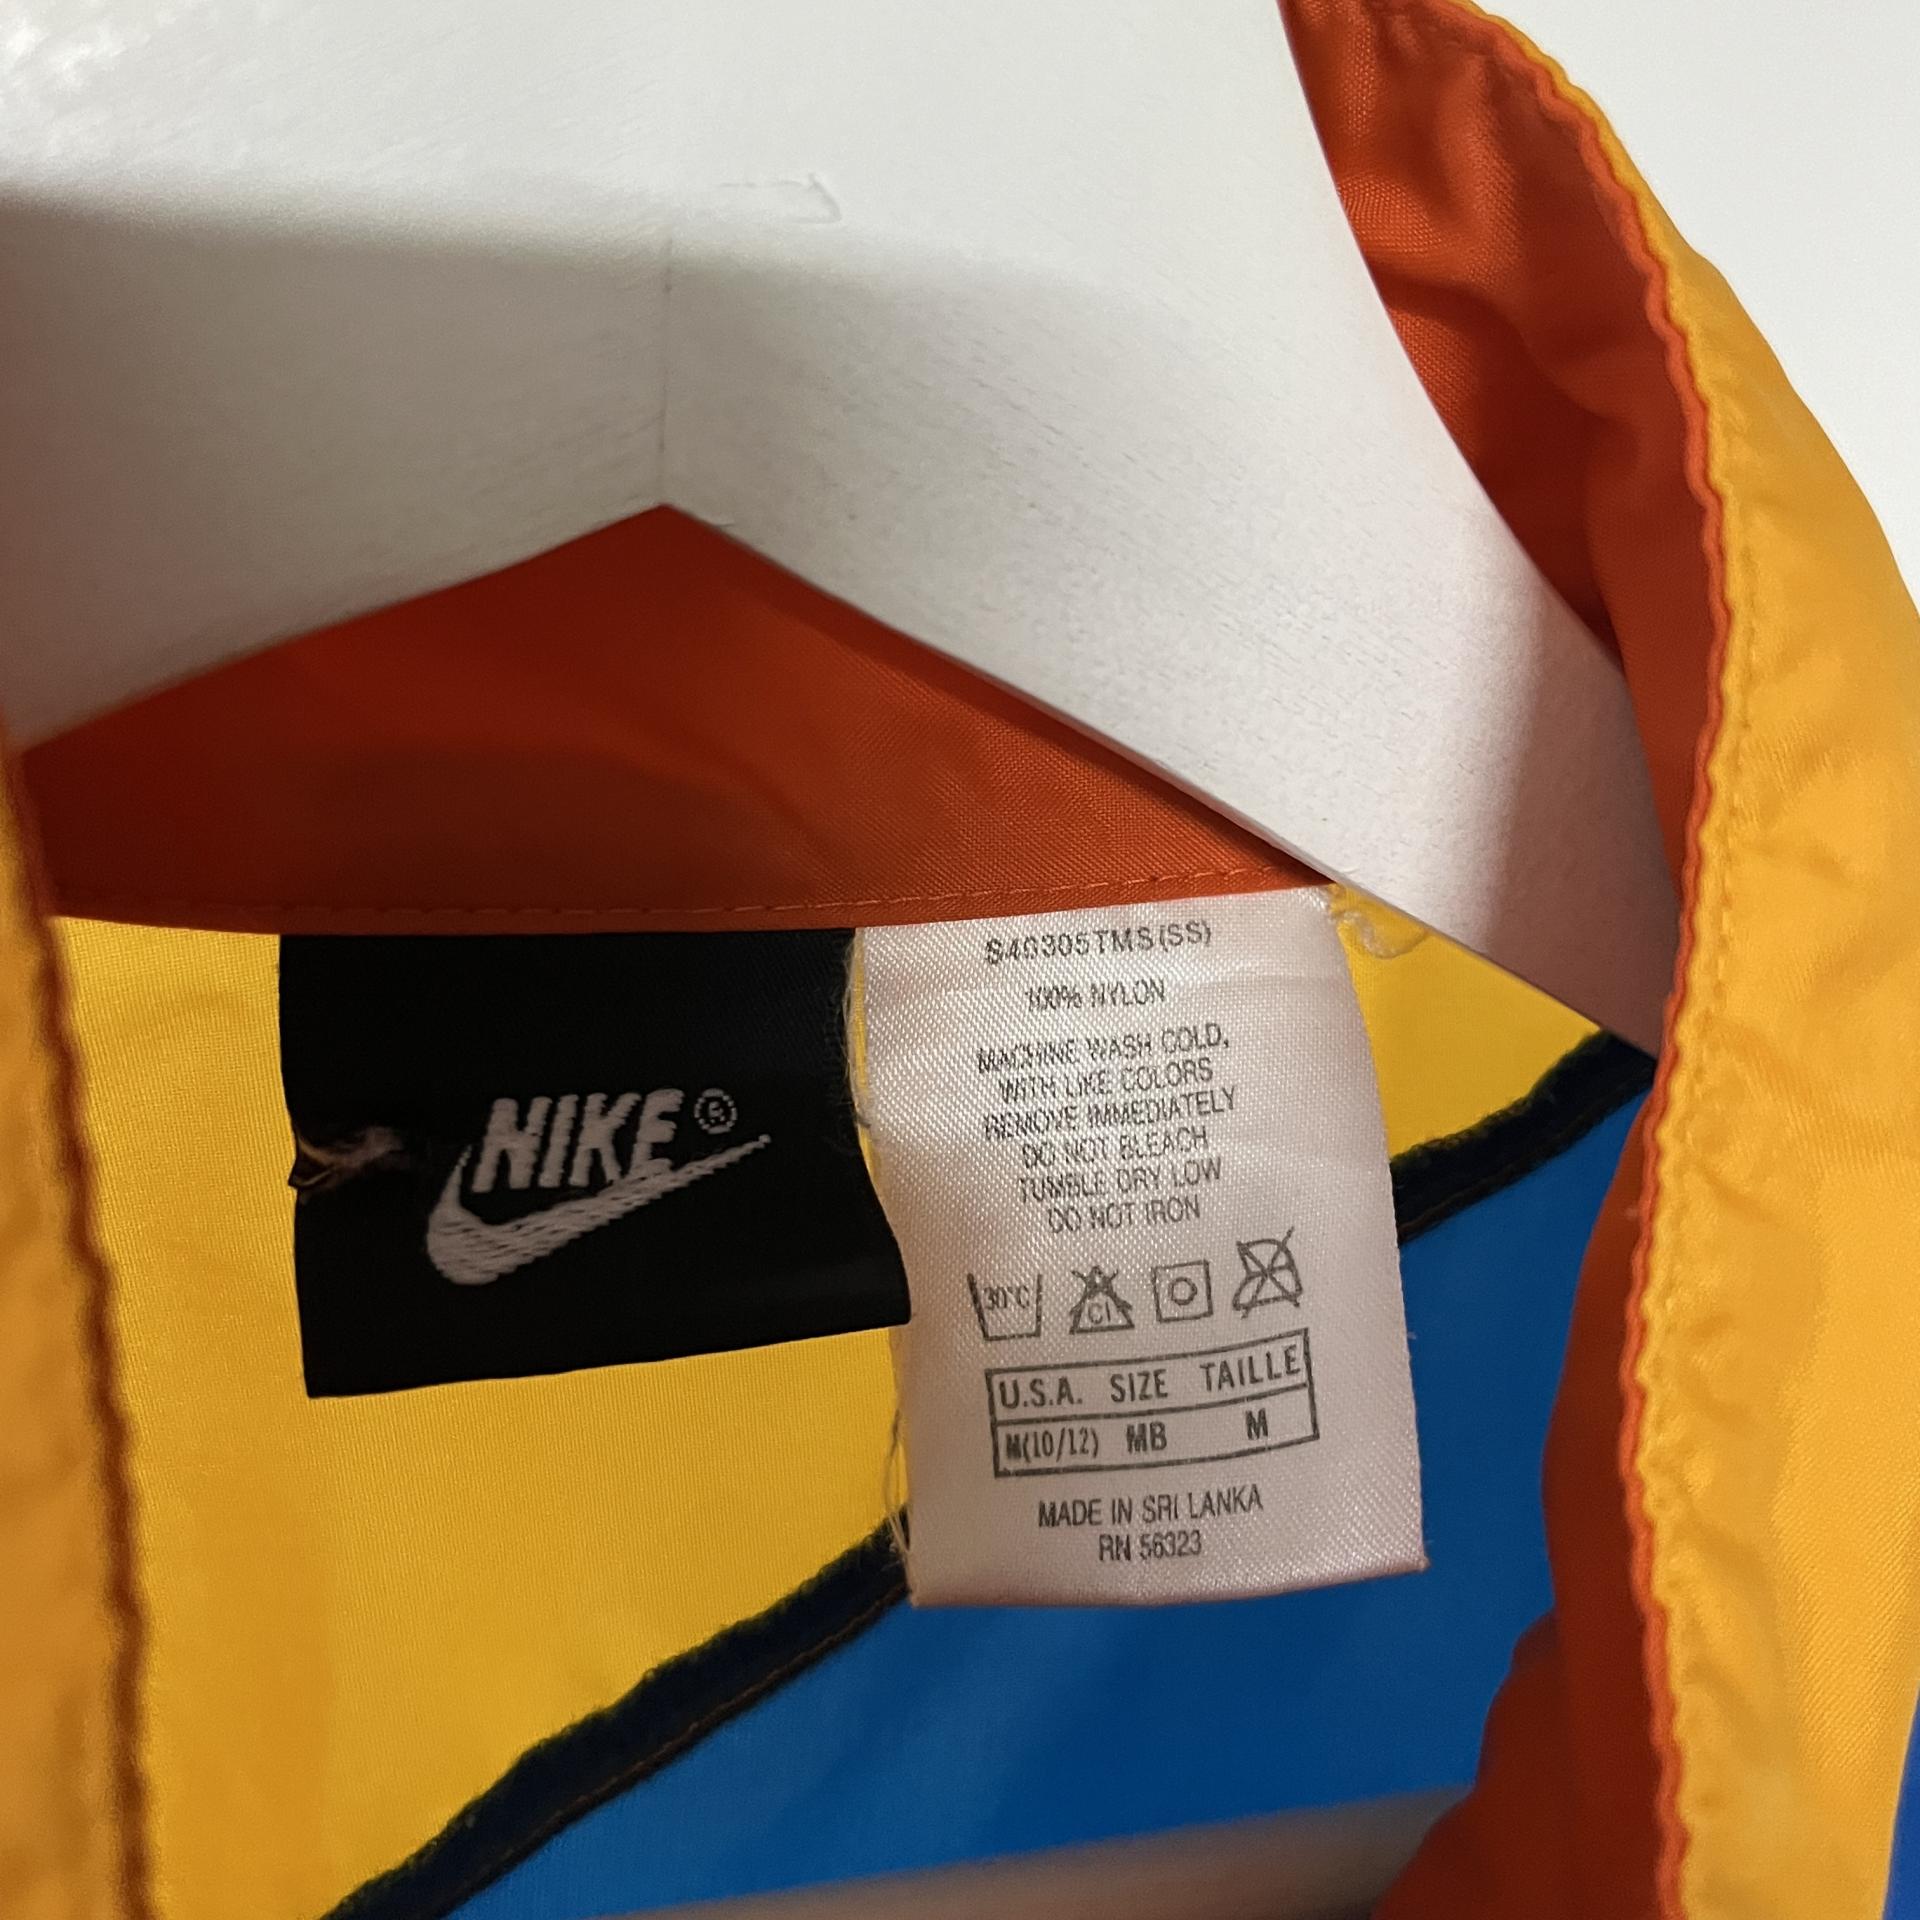 NIKE®
S49305TMS(SS)
100% NYLON
MACHINE WASH COLD,
WITH LIKE COLORS
REMOVE IMMEDIATELY
DO NOT BLEACH
TUMBLE DRY LOW
DO NOT IRON
30°C Cl
U.S.A. SIZE TAILLE
M(10/12) MB M
MADE IN SRI LANKA
RN 56323